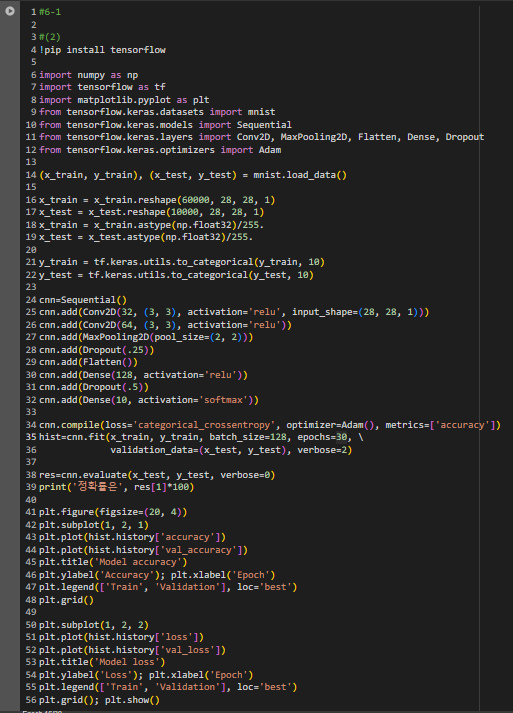 1 #6-1
2
3 #(2)
4 !pip install tensorflow
5
6 import numpy as np
7 import tensorflow as tf
8 import matplotlib.pyplot as plt
9 from tensorflow.keras.datasets import mnist
10 from tensorflow.keras.models import Sequential
11 from tensorflow.keras.layers import Conv2D, MaxPooling2D, Flatten, Dense, Dropout
12 from tensorflow.keras.optimizers import Adam
13
14 (x_train, y_train), (x_test, y_test) = mnist.load_data()
15
16 x_train = x_train.reshape(60000, 28, 28, 1)
17 x_test = x_test.reshape(10000, 28, 28, 1)
18 x_train = x_train.astype(np.float32)/255.
19 x_test = x_test.astype(np.float32)/255.
20
21 y_train = tf.keras.utils.to_categorical(y_train, 10)
22 y_test = tf.keras.utils.to_categorical(y_test, 10)
23
24 cnn=Sequential()
25 cnn.add(Conv2D(32, (3, 3), activation='relu', input_shape=(28, 28, 1)))
26 cnn.add(Conv2D(64, (3, 3), activation='relu'))
27 cnn.add(MaxPooling2D(pool_size=(2, 2)))
28 cnn.add(Dropout(.25))
29 cnn.add(Flatten())
30 cnn.add(Dense(128, activation='relu'))
31 cnn.add(Dropout(.5))
32 cnn.add(Dense(10, activation='softmax'))
33
34 cnn.compile(loss='categorical_crossentropy', optimizer=Adam(), metrics=['accuracy'])
35 hist=cnn.fit(x_train, y_train, batch_size=128, epochs=30, \
36 validation_data=(x_test, y_test), verbose=2)
37
38 res=cnn.evaluate(x_test, y_test, verbose=0)
39 print('정확률은', res[1]*100)
40
41 plt.figure(figsize=(20, 4))
42 plt.subplot(1, 2, 1)
43 plt.plot(hist.history['accuracy'])
44 plt.plot(hist.history['val_accuracy'])
45 plt.title('Model accuracy')
46 plt.ylabel('Accuracy'); plt.xlabel('Epoch')
47 plt.legend(['Train', 'Validation'], loc='best')
48 plt.grid()
49
50 plt.subplot(1, 2, 2)
51 plt.plot(hist.history['loss'])
52 plt.plot(hist.history['val_loss'])
53 plt.title('Model loss')
54 plt.ylabel('Loss'); plt.xlabel('Epoch')
55 plt.legend(['Train', 'Validation'], loc='best')
56 plt.grid(); plt.show()